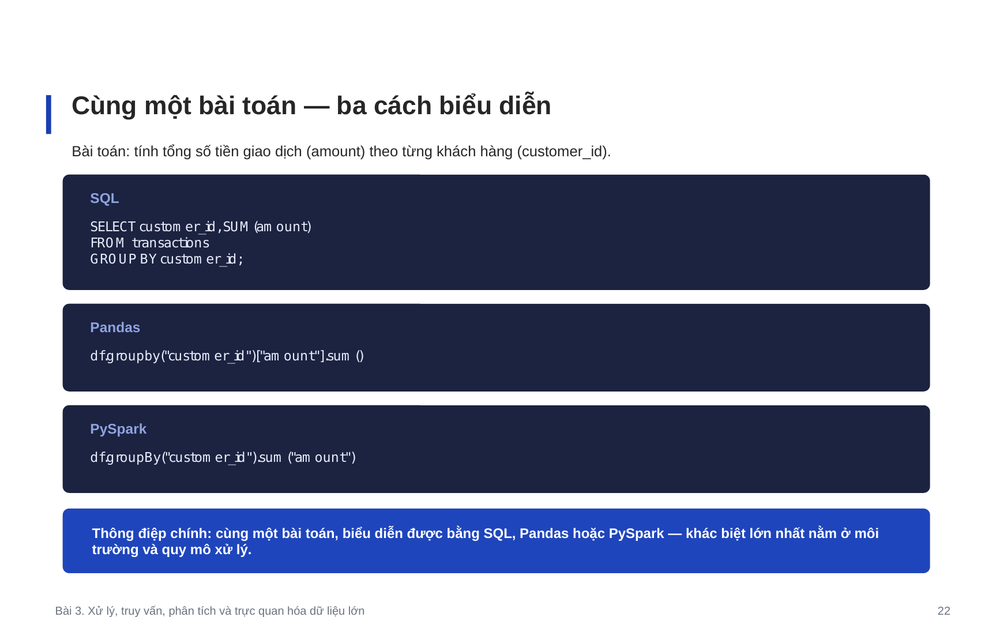 Cùng một bài toán — ba cách biểu diễn
Bài toán: tính tổng số tiền giao dịch (amount) theo từng khách hàng (customer_id).
SQL
SELECT customer_id, SUM(amount)
FROM transactions
GROUP BY customer_id;
Pandas
df.groupby("customer_id")["amount"].sum()
PySpark
df.groupBy("customer_id").sum("amount")
Thông điệp chính: cùng một bài toán, biểu diễn được bằng SQL, Pandas hoặc PySpark — khác biệt lớn nhất nằm ở môi
trường và quy mô xử lý.
Bài 3. Xử lý, truy vấn, phân tích và trực quan hóa dữ liệu lớn
22